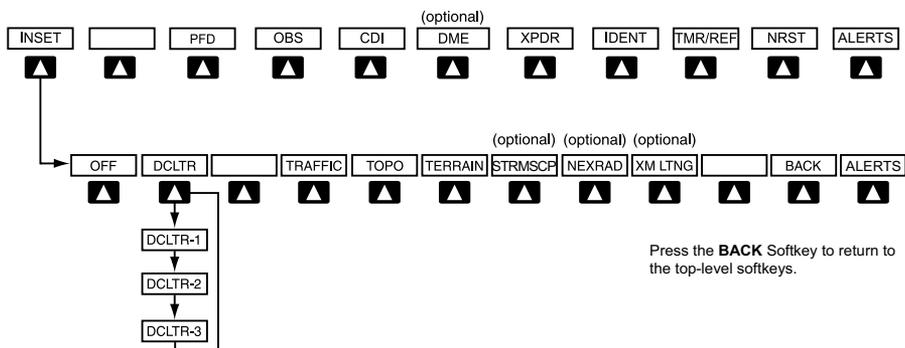 (optional)
INSET PFD OBS CDI DME XPDR IDENT TMR/REF NRST ALERTS
(optional) (optional) (optional)
OFF DCLTR TRAFFIC TOPO TERRAIN STRMSCP NEXRAD XM LTNG BACK ALERTS
DCLTR-1
Press the BACK Softkey to return to
the top-level softkeys.
DCLTR-2
DCLTR-3